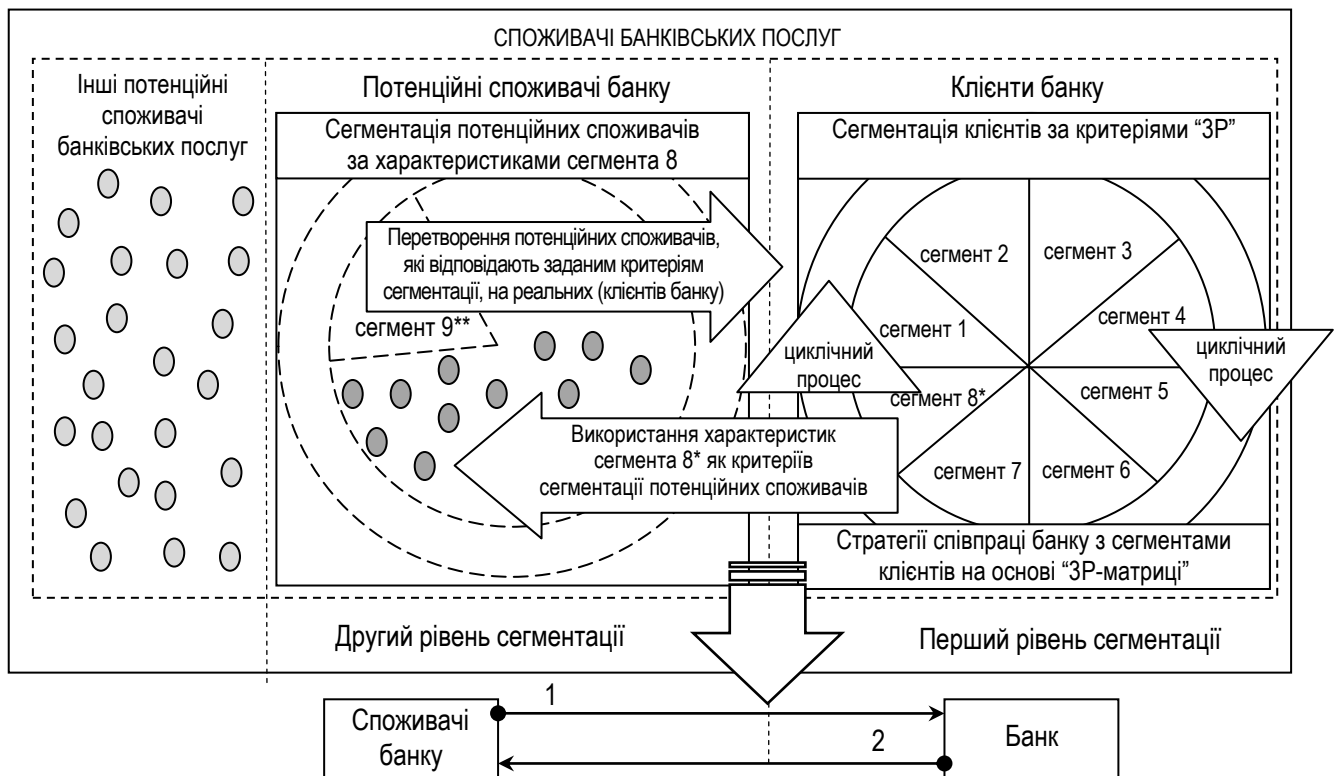 СПОЖИВАЧІ БАНКІВСЬКИХ ПОСЛУГ
Інші потенційні
споживачі
банківських послуг
Потенційні споживачі банку
Сегментація потенційних споживачів
за характеристиками сегмента 8
Перетворення потенційних споживачів,
які відповідають заданим критеріям
сегментації, на реальних (клієнтів банку)
сегмент 9**
Використання характеристик
сегмента 8* як критеріїв
сегментації потенційних споживачів
Клієнти банку
Сегментація клієнтів за критеріями “3Р”
сегмент 2
сегмент 3
сегмент 1
сегмент 4
сегмент 8*
сегмент 5
сегмент 7
сегмент 6
циклічний
процес
циклічний
процес
Стратегії співпраці банку з сегментами
клієнтів на основі “3Р-матриці”
Другий рівень сегментації
Перший рівень сегментації
Споживачі
банку
1
2
Банк